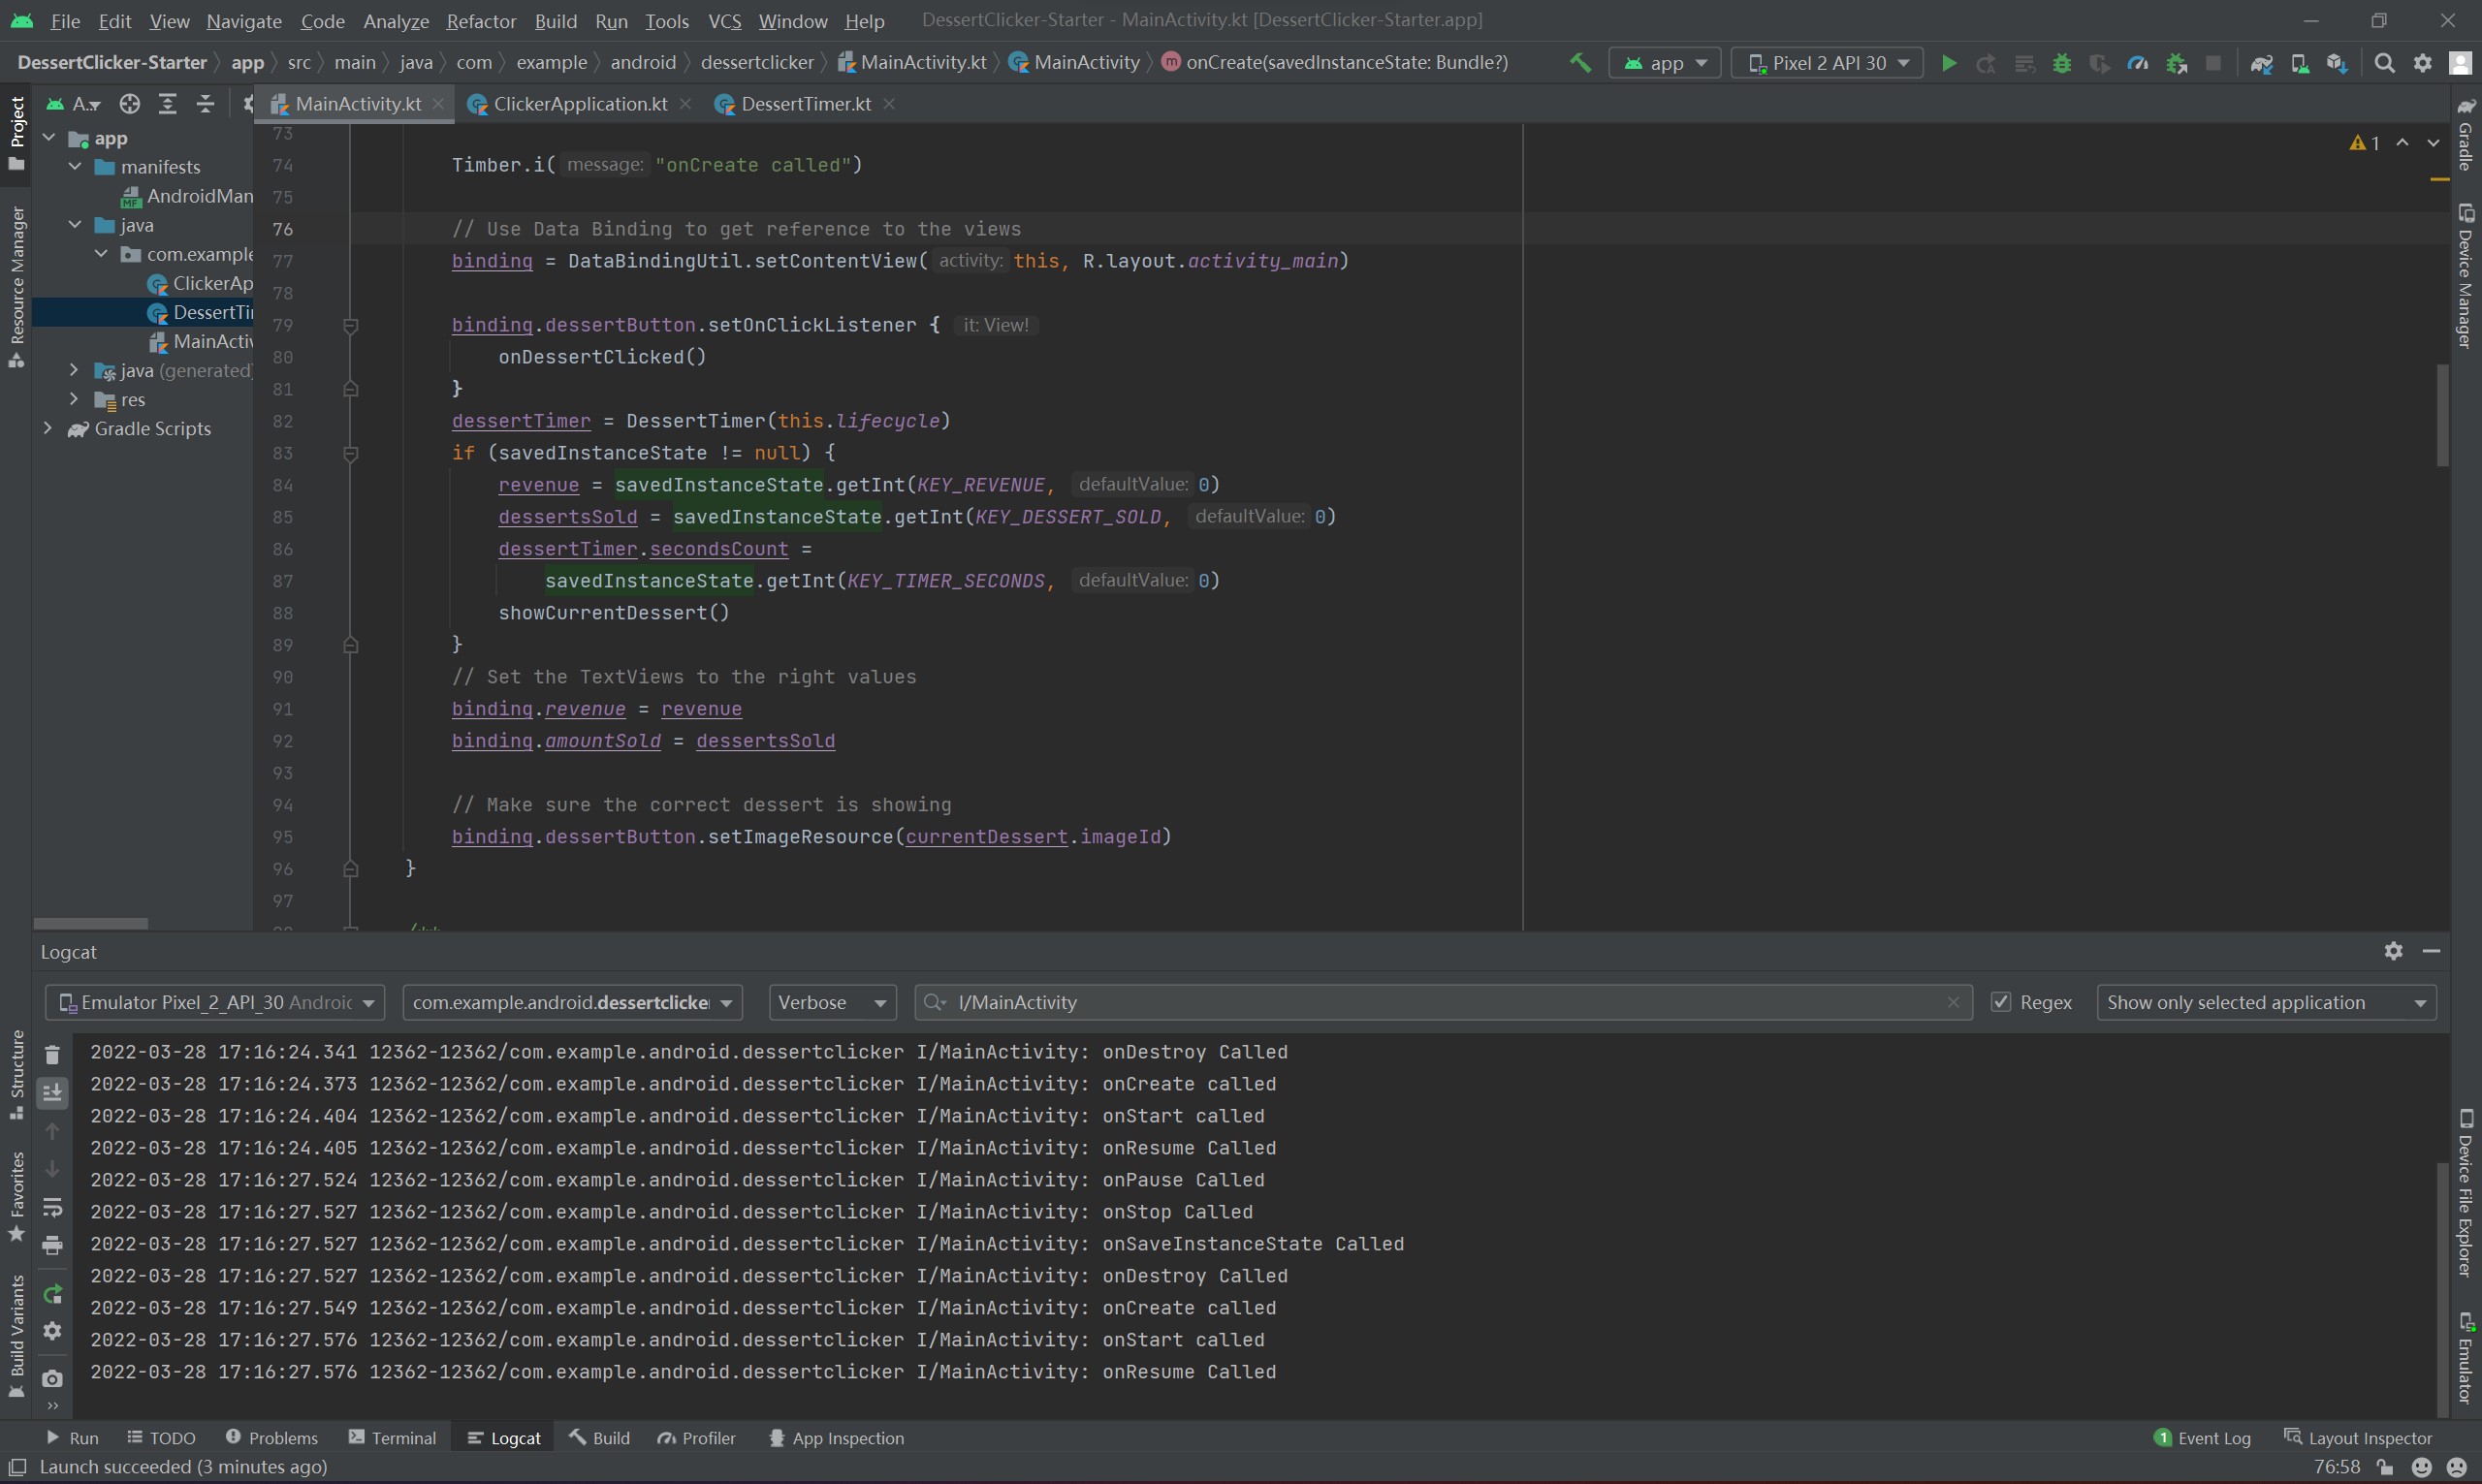 File Edit View Navigate Code Analyze Refactor Build Run Tools VCS Window Help DessertClicker-Starter - MainActivity.kt [DessertClicker-Starter.app]
DessertClicker-Starter app src main java com example android dessertclicker MainActivity.kt MainActivity m onCreate(savedInstanceState: Bundle?) app Pixel 2 API 30
Project
Resource Manager
Structure
Favorites
Build Variants
A..
app
manifests
MF AndroidMan
java
com.example
ClickerAp
DessertTi
MainActiv
java (generated)
res
Gradle Scripts
MainActivity.kt ClickerApplication.kt DessertTimer.kt
1
73
74 Timber.i( message: "onCreate called")
75
76 // Use Data Binding to get reference to the views
77 binding = DataBindingUtil.setContentView( activity: this, R.layout.activity_main)
78
79 binding.dessertButton.setOnClickListener { it: View!
80 onDessertClicked()
81 }
82 dessertTimer = DessertTimer(this.lifecycle)
83 if (savedInstanceState != null) {
84 revenue = savedInstanceState.getInt(KEY_REVENUE, defaultValue: 0)
85 dessertsSold = savedInstanceState.getInt(KEY_DESSERT_SOLD, defaultValue: 0)
86 dessertTimer.secondsCount =
87 savedInstanceState.getInt(KEY_TIMER_SECONDS, defaultValue: 0)
88 showCurrentDessert()
89 }
90 // Set the TextViews to the right values
91 binding.revenue = revenue
92 binding.amountSold = dessertsSold
93
94 // Make sure the correct dessert is showing
95 binding.dessertButton.setImageResource(currentDessert.imageId)
96 }
97
Gradle
Device Manager
Device File Explorer
Emulator
Logcat
Emulator Pixel_2_API_30 Androic com.example.android.dessertclicke Verbose I/MainActivity Regex Show only selected application
2022-03-28 17:16:24.341 12362-12362/com.example.android.dessertclicker I/MainActivity: onDestroy Called
2022-03-28 17:16:24.373 12362-12362/com.example.android.dessertclicker I/MainActivity: onCreate called
2022-03-28 17:16:24.404 12362-12362/com.example.android.dessertclicker I/MainActivity: onStart called
2022-03-28 17:16:24.405 12362-12362/com.example.android.dessertclicker I/MainActivity: onResume Called
2022-03-28 17:16:27.524 12362-12362/com.example.android.dessertclicker I/MainActivity: onPause Called
2022-03-28 17:16:27.527 12362-12362/com.example.android.dessertclicker I/MainActivity: onStop Called
2022-03-28 17:16:27.527 12362-12362/com.example.android.dessertclicker I/MainActivity: onSaveInstanceState Called
2022-03-28 17:16:27.527 12362-12362/com.example.android.dessertclicker I/MainActivity: onDestroy Called
2022-03-28 17:16:27.549 12362-12362/com.example.android.dessertclicker I/MainActivity: onCreate called
2022-03-28 17:16:27.576 12362-12362/com.example.android.dessertclicker I/MainActivity: onStart called
2022-03-28 17:16:27.576 12362-12362/com.example.android.dessertclicker I/MainActivity: onResume Called
Run TODO Problems Terminal Logcat Build Profiler App Inspection 1 Event Log Layout Inspector
Launch succeeded (3 minutes ago) 76:58